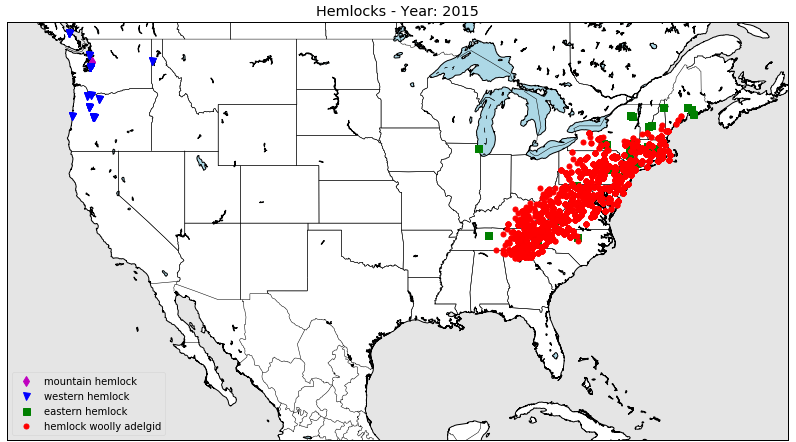 Hemlocks - Year: 2015
mountain hemlock
western hemlock
eastern hemlock
hemlock woolly adelgid